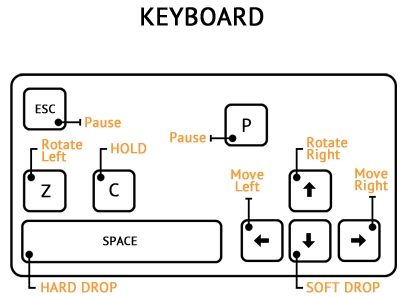 KEYBOARD
ESC
Pause
P
Pause
Rotate
Left
HOLD
Rotate
Right
Z
C
Move
Left
Move
Right
SPACE
HARD DROP
SOFT DROP